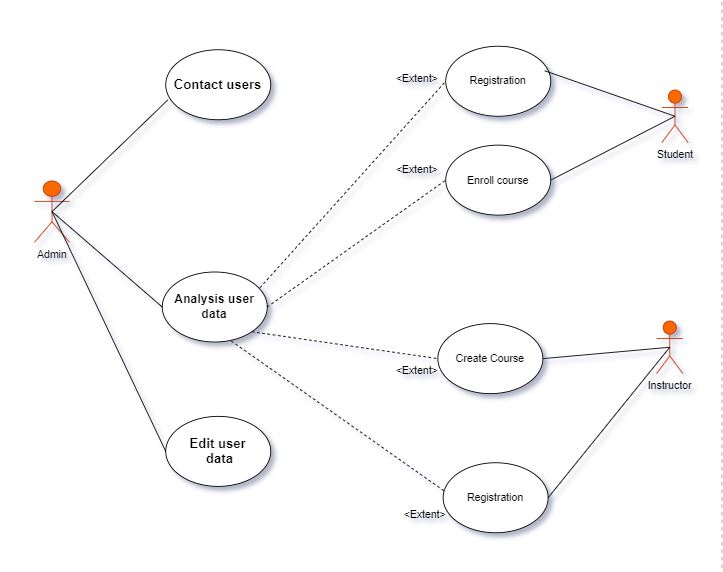 Contact users
<Extent>
Registration
Student
<Extent>
Enroll course
Admin
Analysis user
data
Create Course
<Extent>
Instructor
Edit user
data
Registration
<Extent>